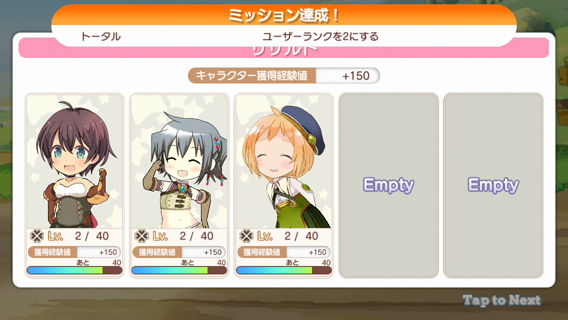 ミッション達成！
トータル ユーザーランクを2にする
リザルト
キャラクター獲得経験値 +150
Lv. 2 / 40
獲得経験値 +150
あと 40
Lv. 2 / 40
獲得経験値 +150
あと 40
Lv. 2 / 40
獲得経験値 +150
あと 40
Empty
Empty
Tap to Next